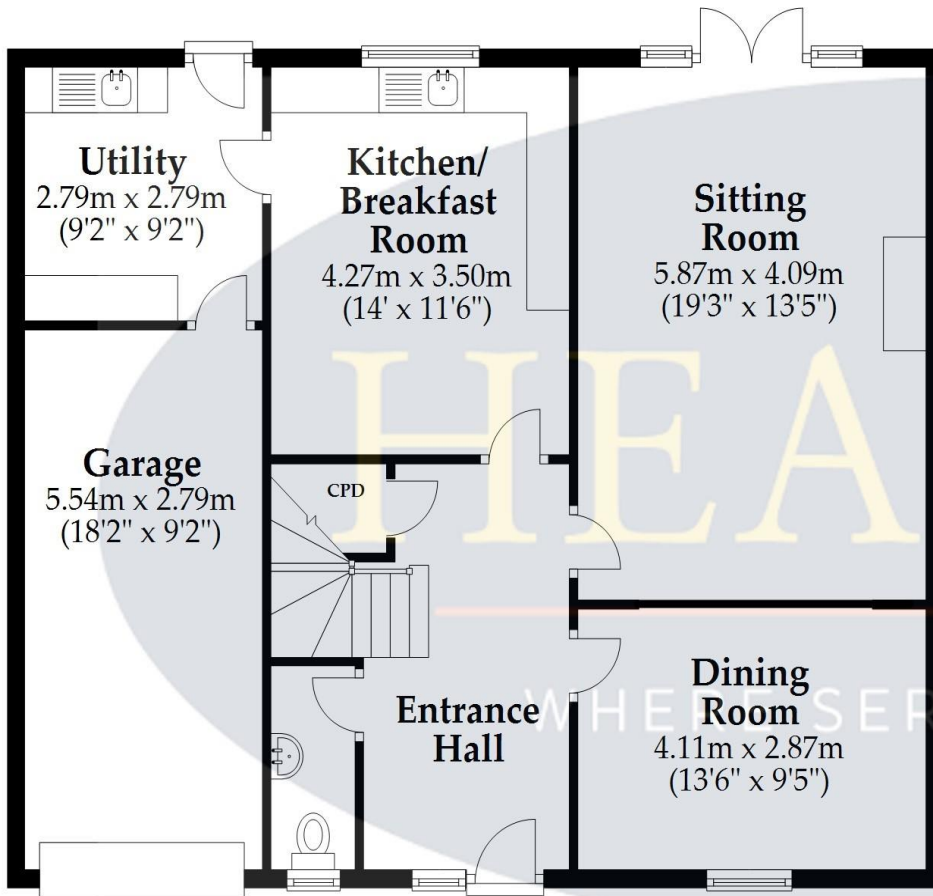 Utility
2.79m x 2.79m
(9'2" x 9'2")
Kitchen/
Breakfast
Room
4.27m x 3.50m
(14' x 11'6")
Sitting
Room
5.87m x 4.09m
(19'3" x 13'5")
Garage
5.54m x 2.79m
(18'2" x 9'2")
CPD
HEA
Entrance
Hall
Dining
Room
4.11m x 2.87m
(13'6" x 9'5")
WHERE SER